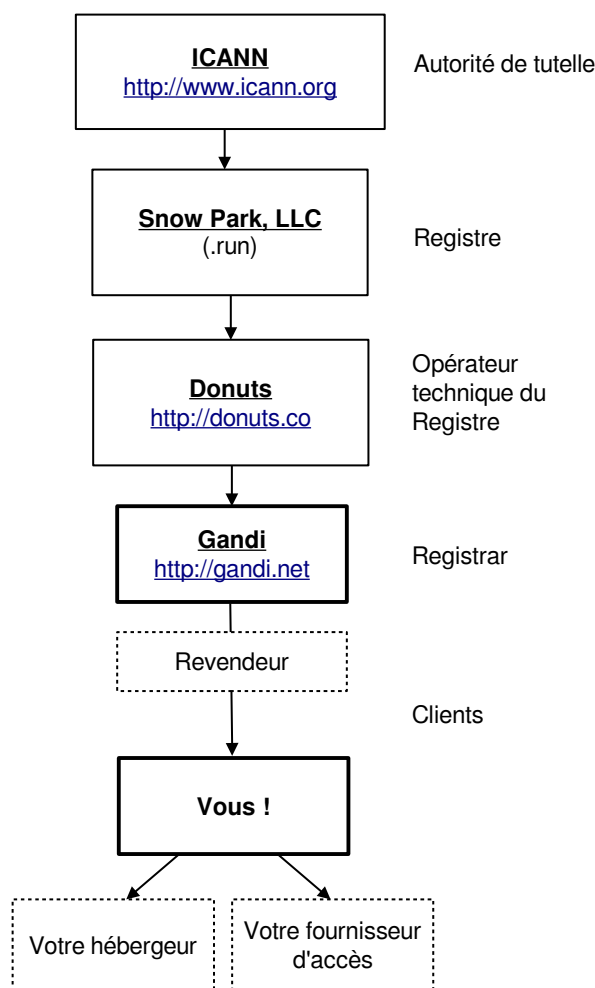 ICANN
http://www.icann.org
Autorité de tutelle
Snow Park, LLC
(.run)
Registre
Donuts
http://donuts.co
Opérateur
technique du
Registre
Gandi
http://gandi.net
Registrar
Revendeur
Clients
Vous !
Votre hébergeur
Votre fournisseur
d'accès